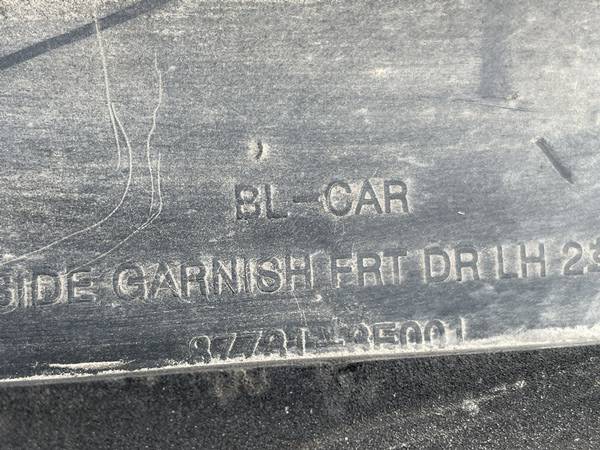 BL-CAR
SIDE GARNISH FRT DR LH